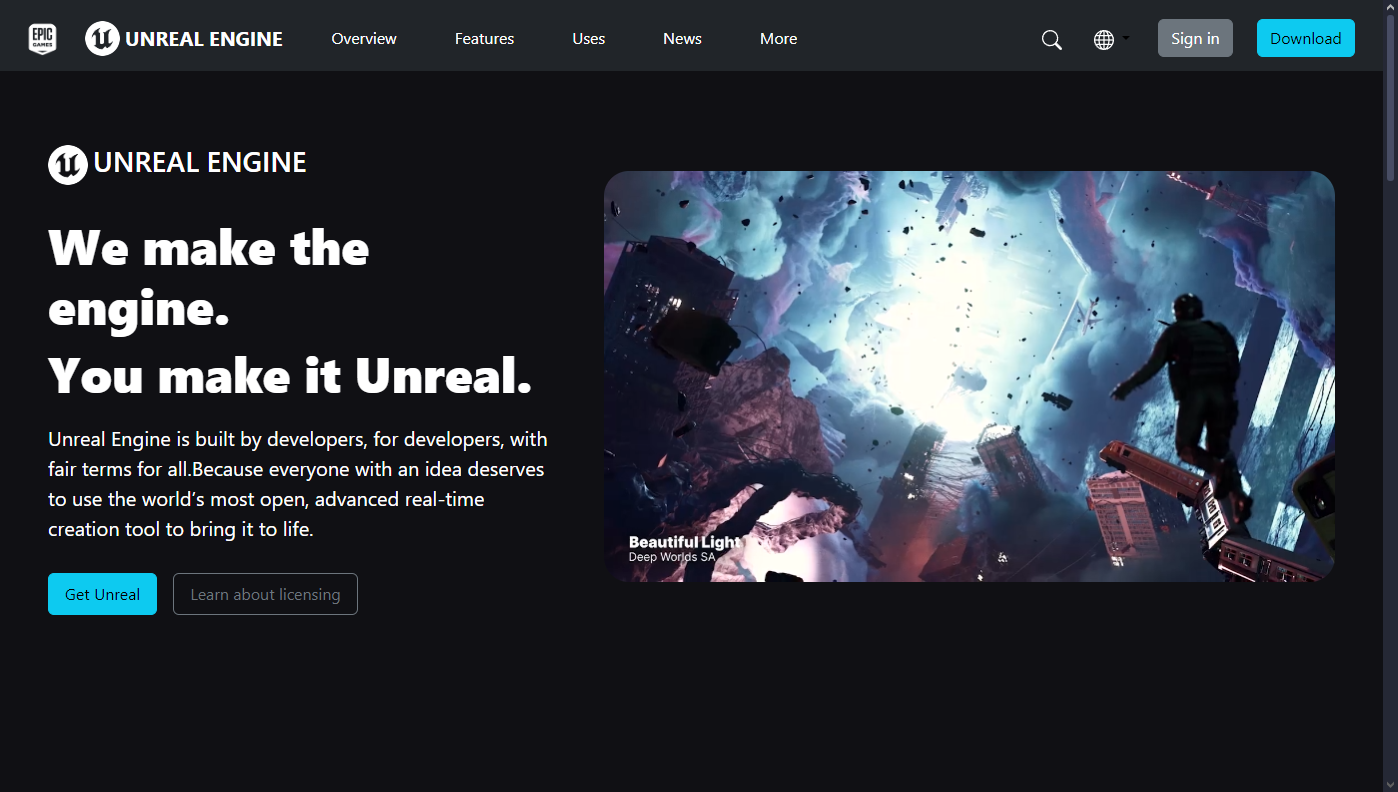 EPIC GAMES
UNREAL ENGINE
Overview
Features
Uses
News
More
Sign in
Download
UNREAL ENGINE
We make the
engine.
You make it Unreal.
Unreal Engine is built by developers, for developers, with
fair terms for all.Because everyone with an idea deserves
to use the world’s most open, advanced real-time
creation tool to bring it to life.
Get Unreal
Learn about licensing
Beautiful Light
Deep Worlds SA